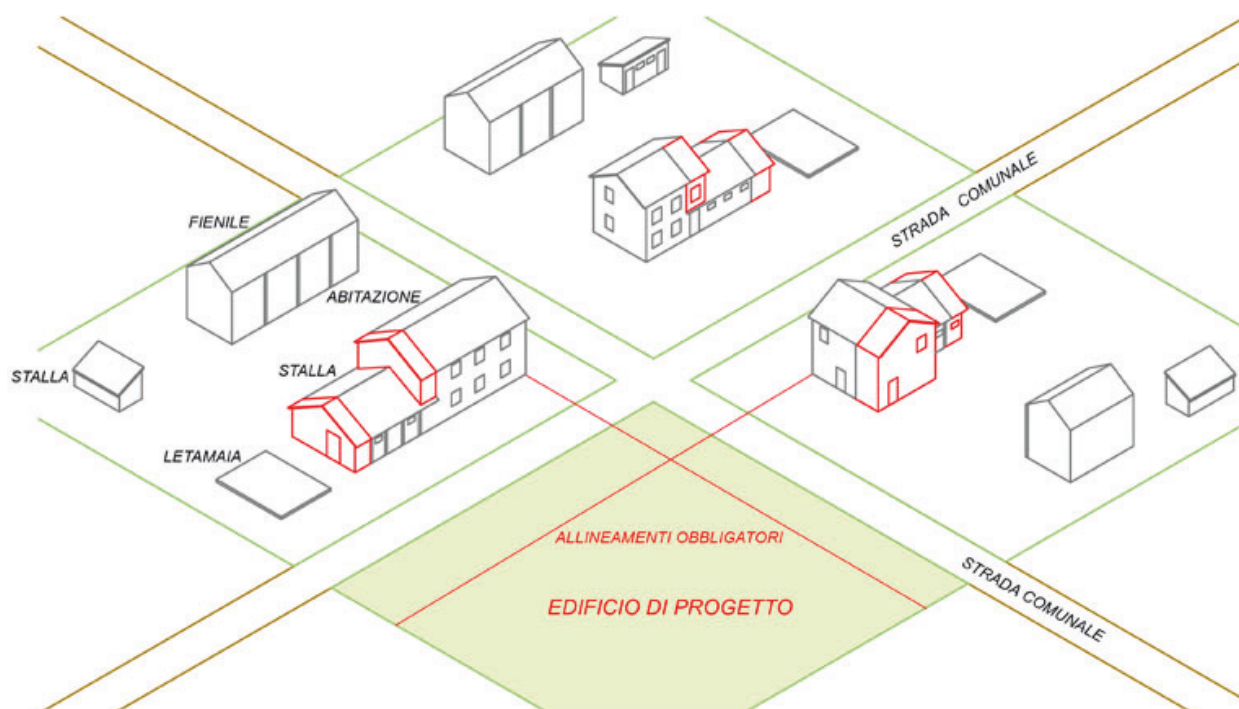 STRADA COMUNALE
FIENILE
ABITAZIONE
STALLA
STALLA
LETAMAIA
ALLINEAMENTI OBBLIGATORI
EDIFICIO DI PROGETTO
STRADA COMUNALE